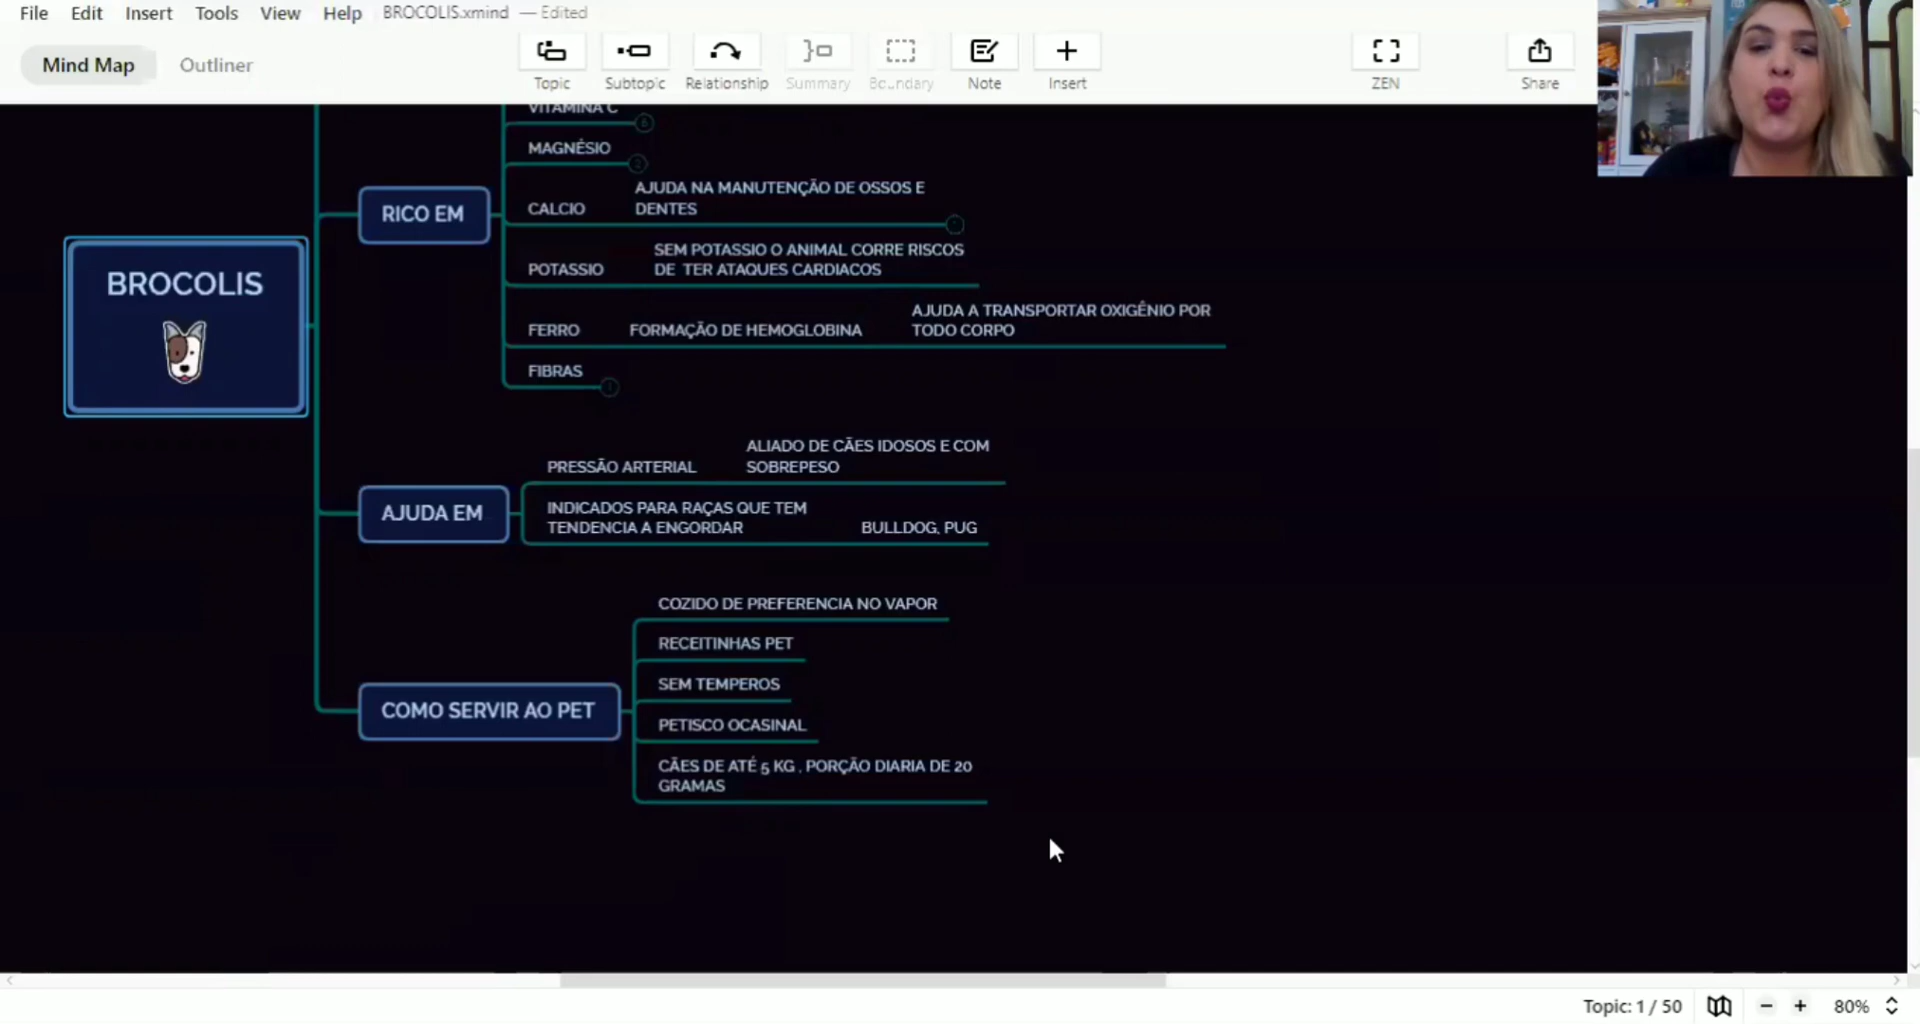 File Edit Insert Tools View Help BROCOLIS.xmind — Edited
Mind Map Outliner
Topic Subtopic Relationship Summary Boundary Note Insert ZEN Share
VITAMINA C
6
MAGNÉSIO
2
RICO EM
CALCIO
AJUDA NA MANUTENÇÃO DE OSSOS E
DENTES
POTASSIO
SEM POTASSIO O ANIMAL CORRE RISCOS
DE TER ATAQUES CARDIACOS
FERRO
FORMAÇÃO DE HEMOGLOBINA
AJUDA A TRANSPORTAR OXIGÊNIO POR
TODO CORPO
FIBRAS
BROCOLIS
AJUDA EM
PRESSÃO ARTERIAL
ALIADO DE CÃES IDOSOS E COM
SOBREPESO
INDICADOS PARA RAÇAS QUE TEM
TENDENCIA A ENGORDAR
BULLDOG, PUG
COMO SERVIR AO PET
COZIDO DE PREFERENCIA NO VAPOR
RECEITINHAS PET
SEM TEMPEROS
PETISCO OCASINAL
CÃES DE ATÉ 5 KG , PORÇÃO DIARIA DE 20
GRAMAS
Topic: 1 / 50
80%